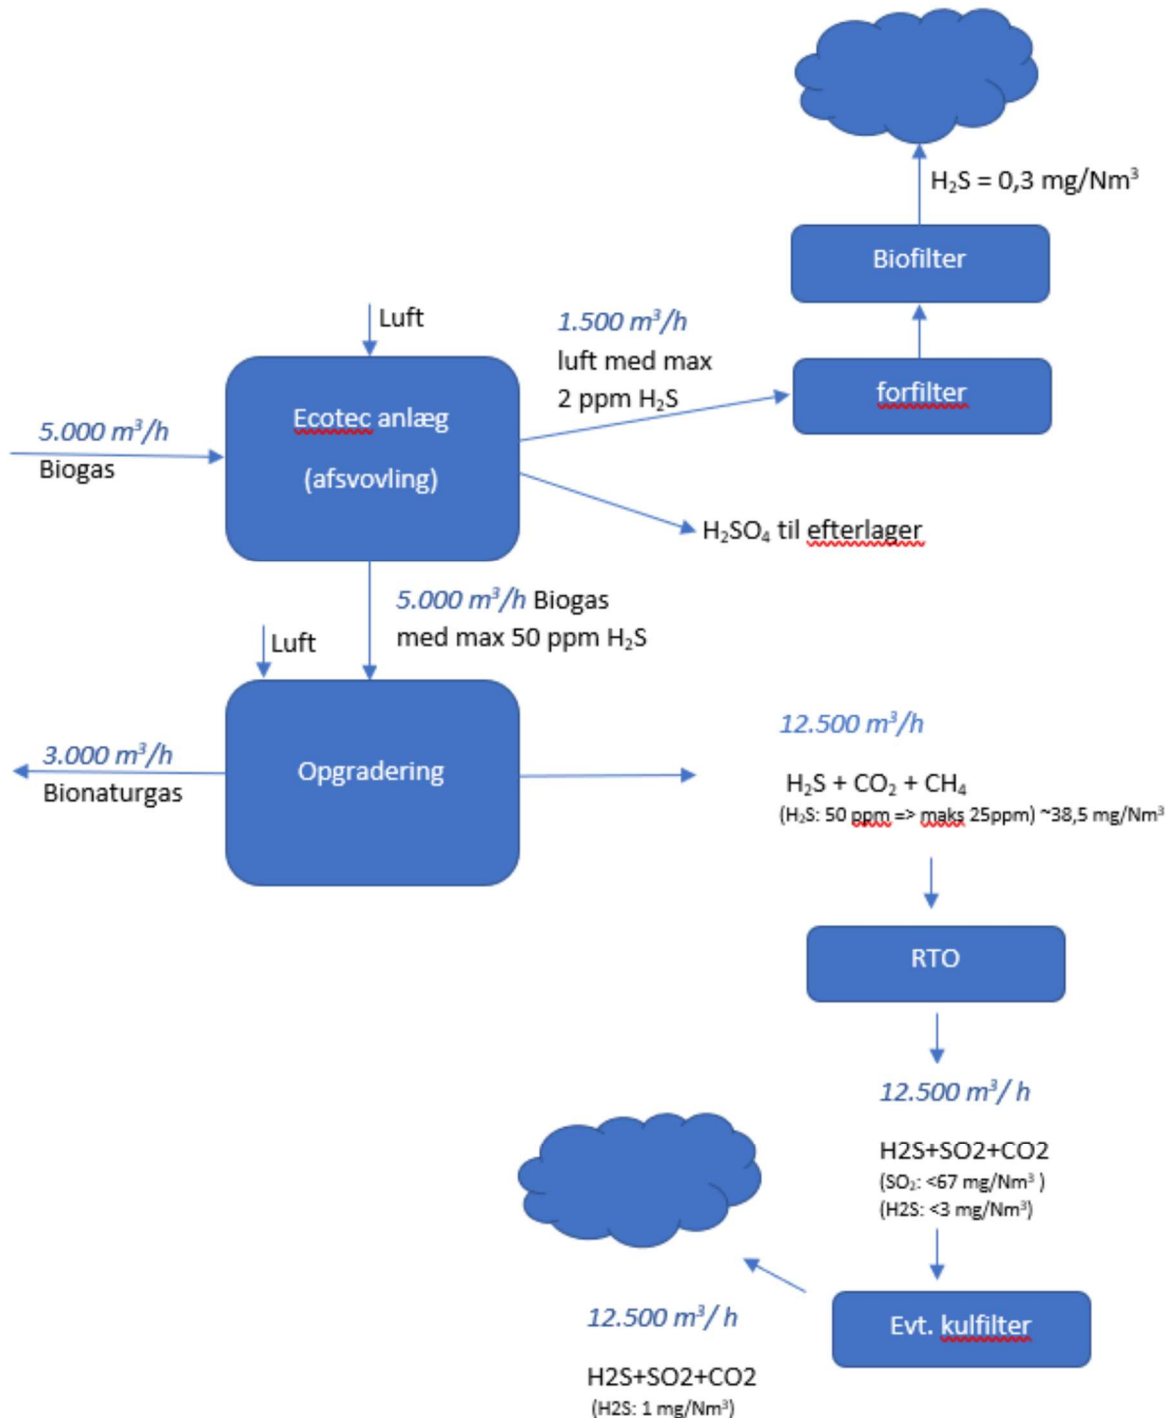 H₂S = 0,3 mg/Nm³
Biofilter
Luft
1.500 m³/h
luft med max
2 ppm H₂S
forfilter
Ecotec anlæg
(afsvovling)
5.000 m³/h
Biogas
H₂SO₄ til efterlager
5.000 m³/h Biogas
med max 50 ppm H₂S
Luft
3.000 m³/h
Bionaturgas
Opgradering
12.500 m³/h
H₂S + CO₂ + CH₄
(H₂S: 50 ppm => maks 25ppm) ~38,5 mg/Nm³
RTO
12.500 m³/ h
H2S+SO2+CO2
(SO₂: <67 mg/Nm³ )
(H2S: <3 mg/Nm³)
Evt. kulfilter
12.500 m³/ h
H2S+SO2+CO2
(H2S: 1 mg/Nm³)